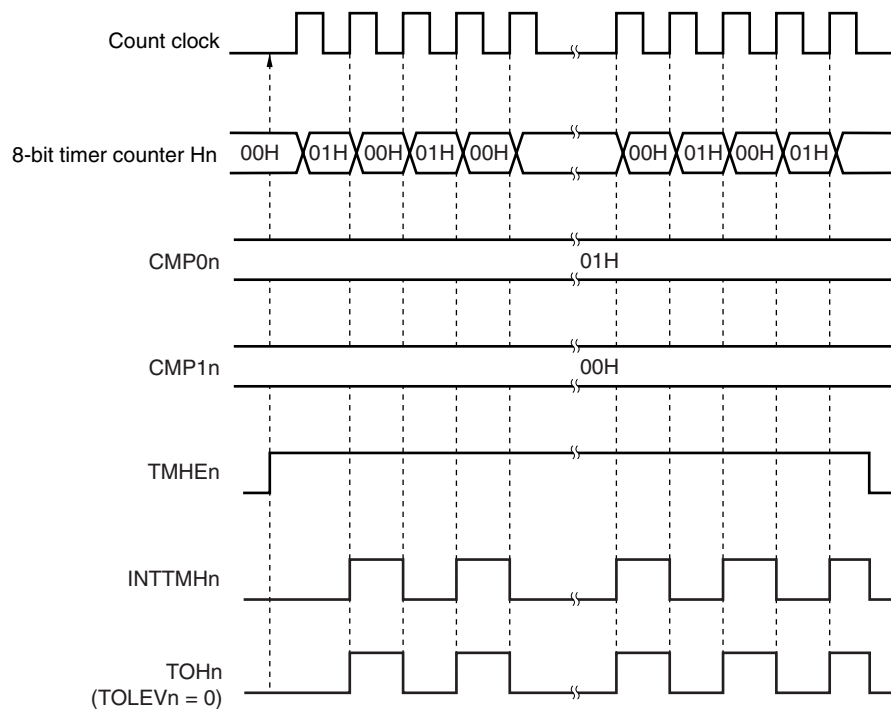 Count clock
8-bit timer counter Hn 00H 01H 00H 01H 00H 00H 01H 00H 01H
CMP0n 01H
CMP1n 00H
TMHEn
INTTMHn
TOHn
(TOLEVn = 0)